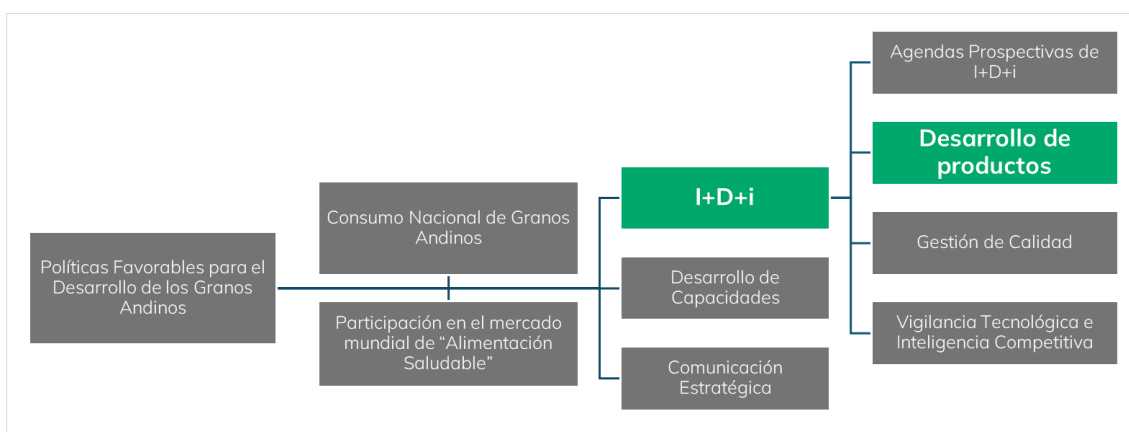 Políticas Favorables para el
Desarrollo de los Granos
Andinos
Consumo Nacional de Granos
Andinos
Participación en el mercado
mundial de “Alimentación
Saludable”
I+D+i
Desarrollo de
Capacidades
Comunicación
Estratégica
Agendas Prospectivas de
I+D+i
Desarrollo de
productos
Gestión de Calidad
Vigilancia Tecnológica e
Inteligencia Competitiva